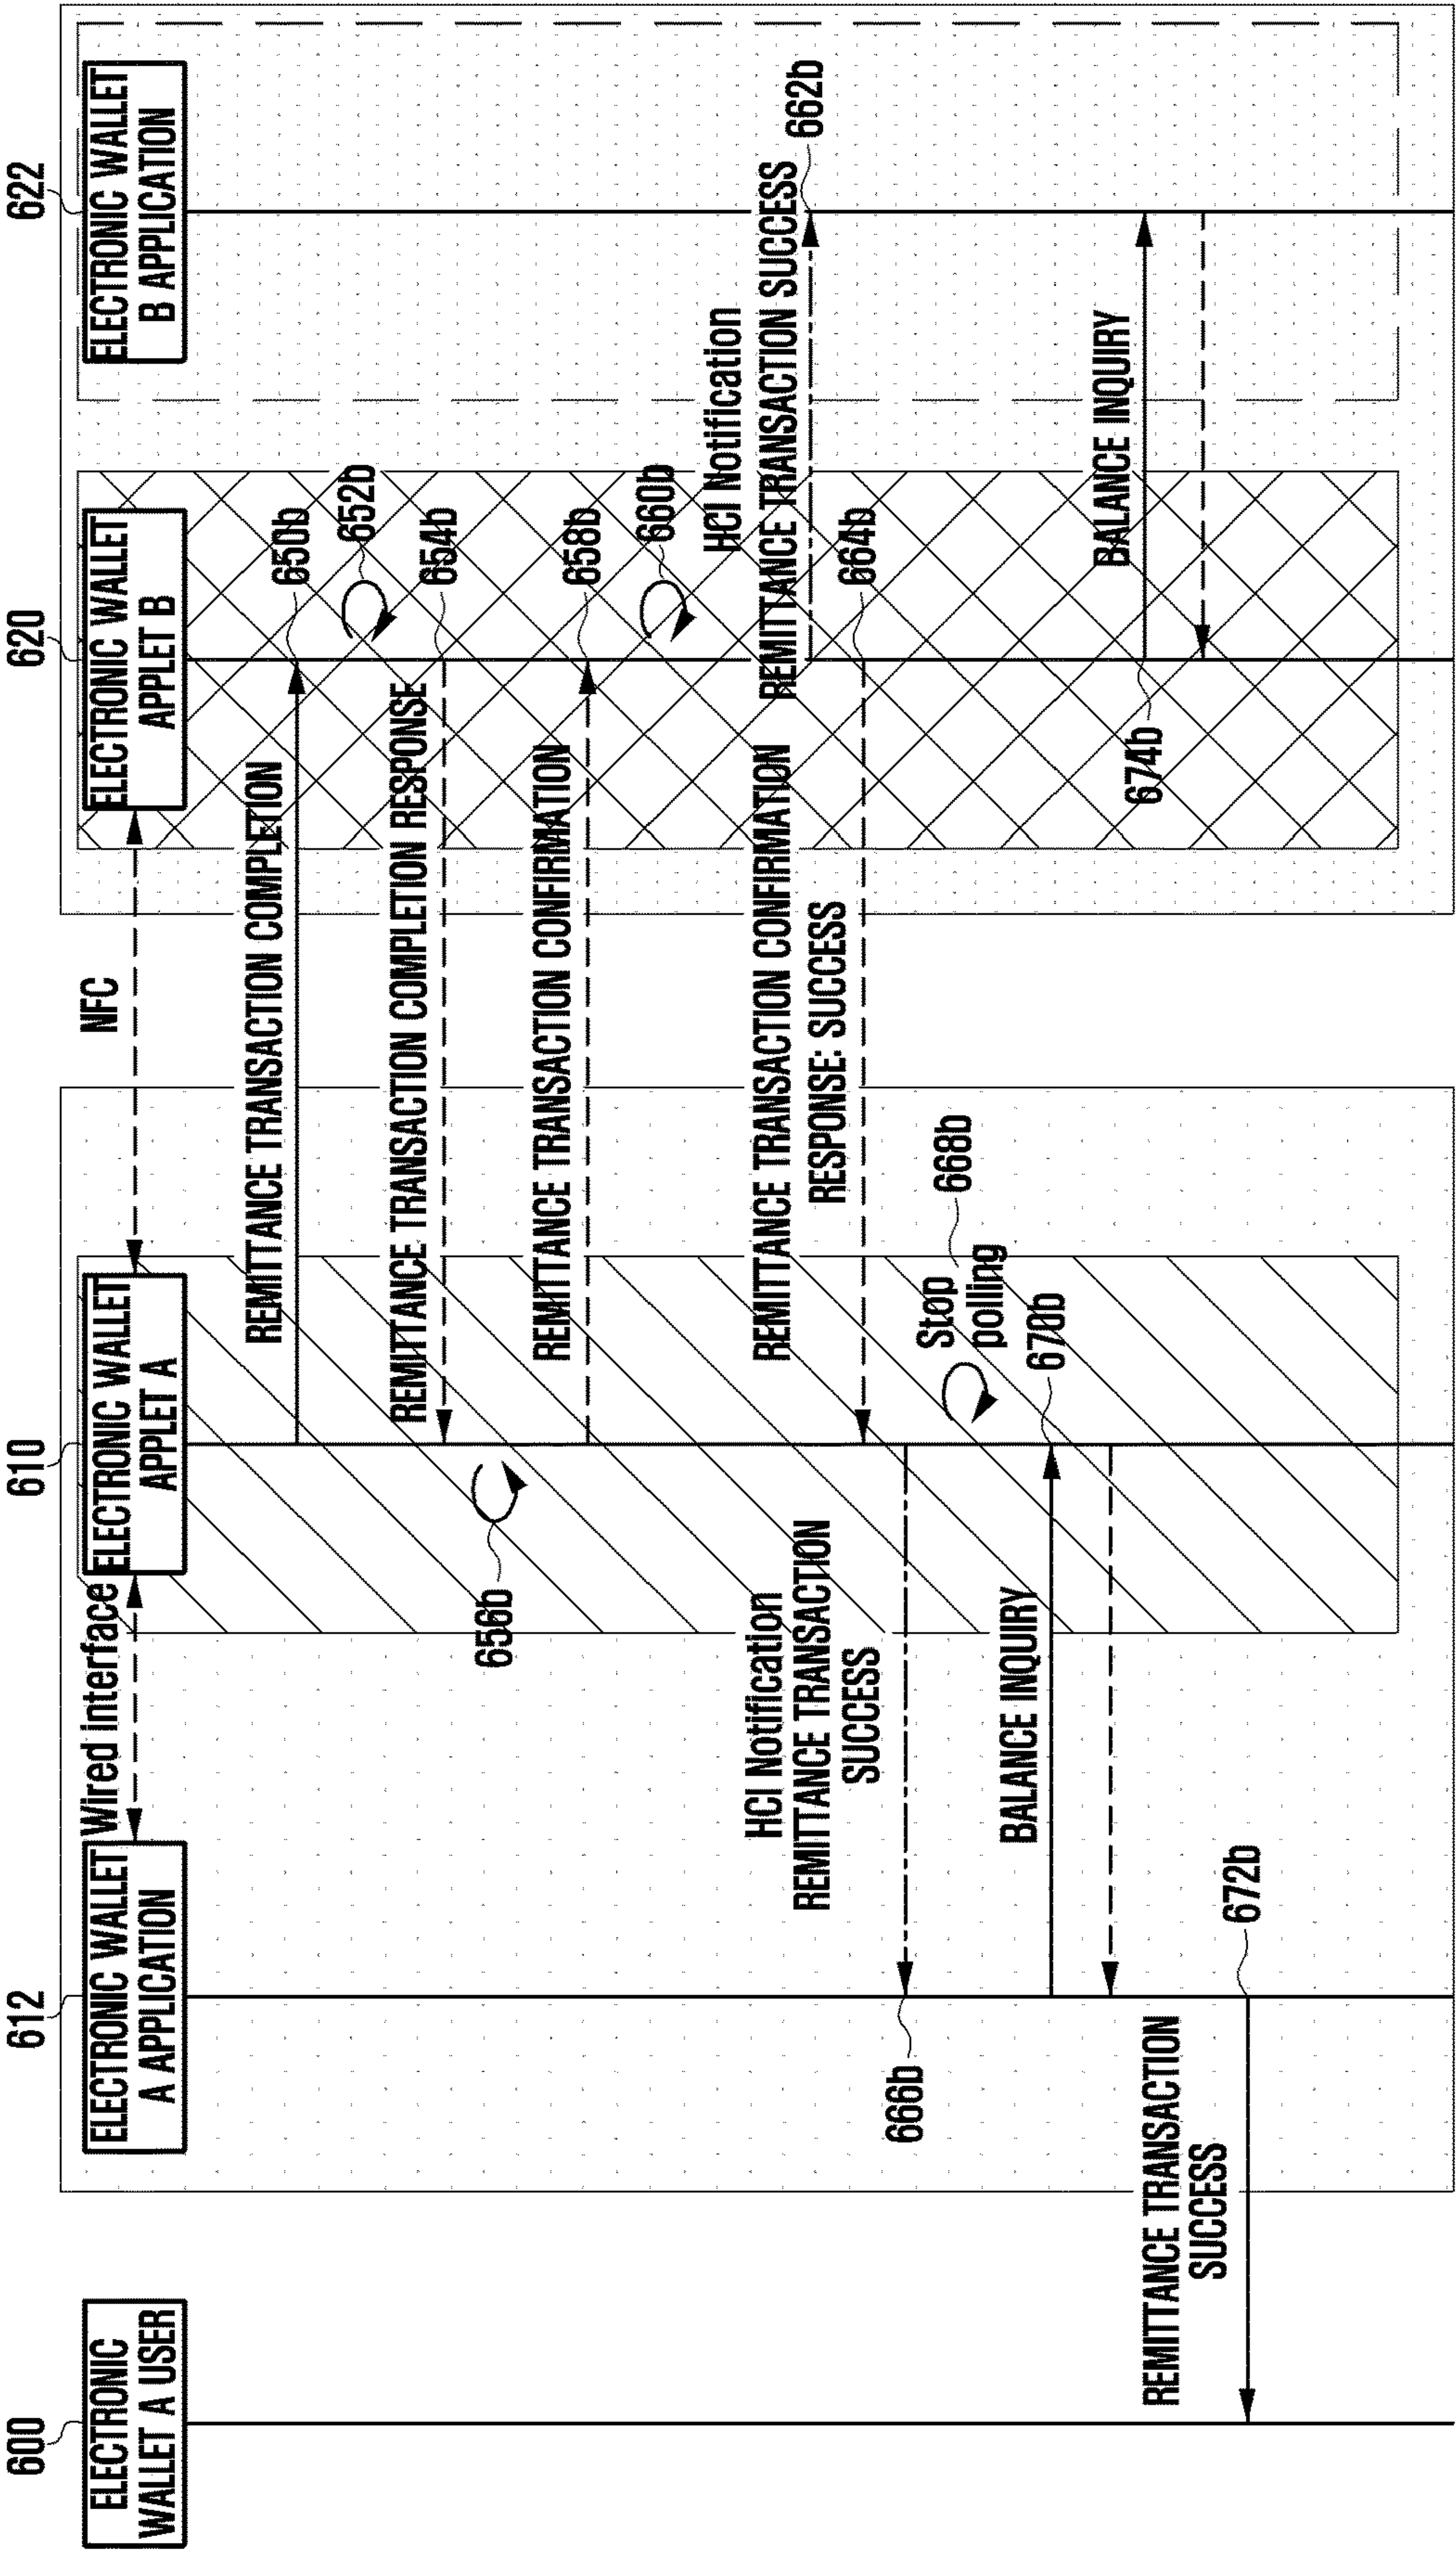 600
612
610
620
622
ELECTRONIC
WALLET A USER
ELECTRONIC WALLET
A APPLICATION
Wired interface
ELECTRONIC WALLET
APPLET A
NFC
ELECTRONIC WALLET
APPLET B
ELECTRONIC WALLET
B APPLICATION
REMITTANCE TRANSACTION COMPLETION
650b
652b
REMITTANCE TRANSACTION COMPLETION RESPONSE
654b
656b
REMITTANCE TRANSACTION CONFIRMATION
658b
660b
HCI Notification
REMITTANCE TRANSACTION SUCCESS
662b
REMITTANCE TRANSACTION CONFIRMATION
RESPONSE: SUCCESS
664b
HCI Notification
REMITTANCE TRANSACTION
SUCCESS
666b
Stop
polling
668b
BALANCE INQUIRY
670b
BALANCE INQUIRY
674b
REMITTANCE TRANSACTION
SUCCESS
672b